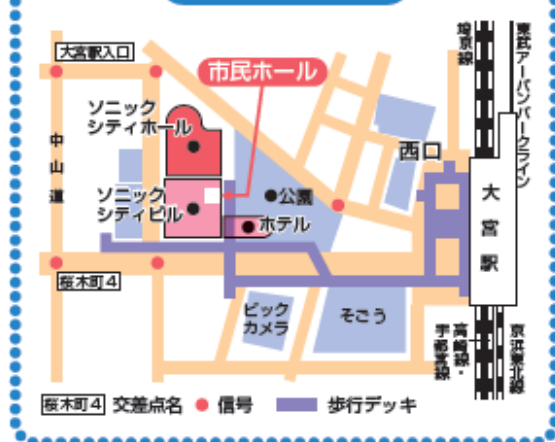 大宮駅入口
市民ホール
埼京線
東武アーバンパークライン
ソニック
シティホール
中山道
西口
ソニック
シティビル
公園
ホテル
大宮駅
桜木町4
ビック
カメラ
そごう
高崎線・
宇都宮線
京浜東北線
桜木町4 交差点名 信号 歩行デッキ